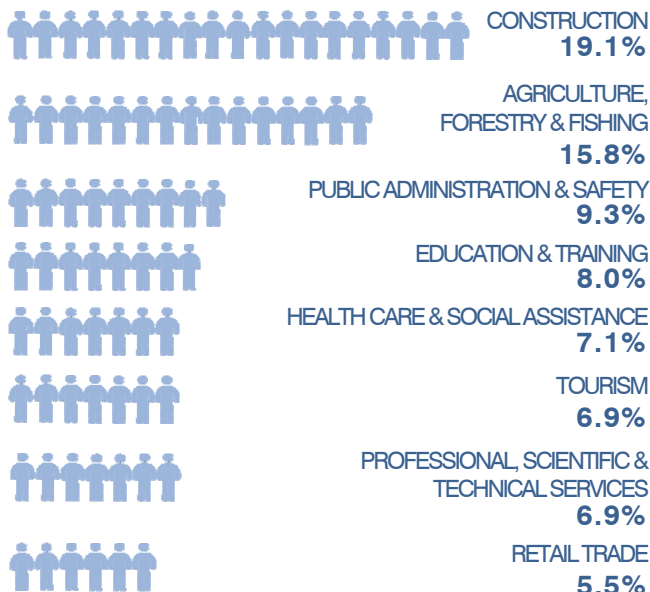 CONSTRUCTION
19.1%
AGRICULTURE,
FORESTRY & FISHING
15.8%
PUBLIC ADMINISTRATION & SAFETY
9.3%
EDUCATION & TRAINING
8.0%
HEALTH CARE & SOCIAL ASSISTANCE
7.1%
TOURISM
6.9%
PROFESSIONAL, SCIENTIFIC &
TECHNICAL SERVICES
6.9%
RETAIL TRADE
5.5%